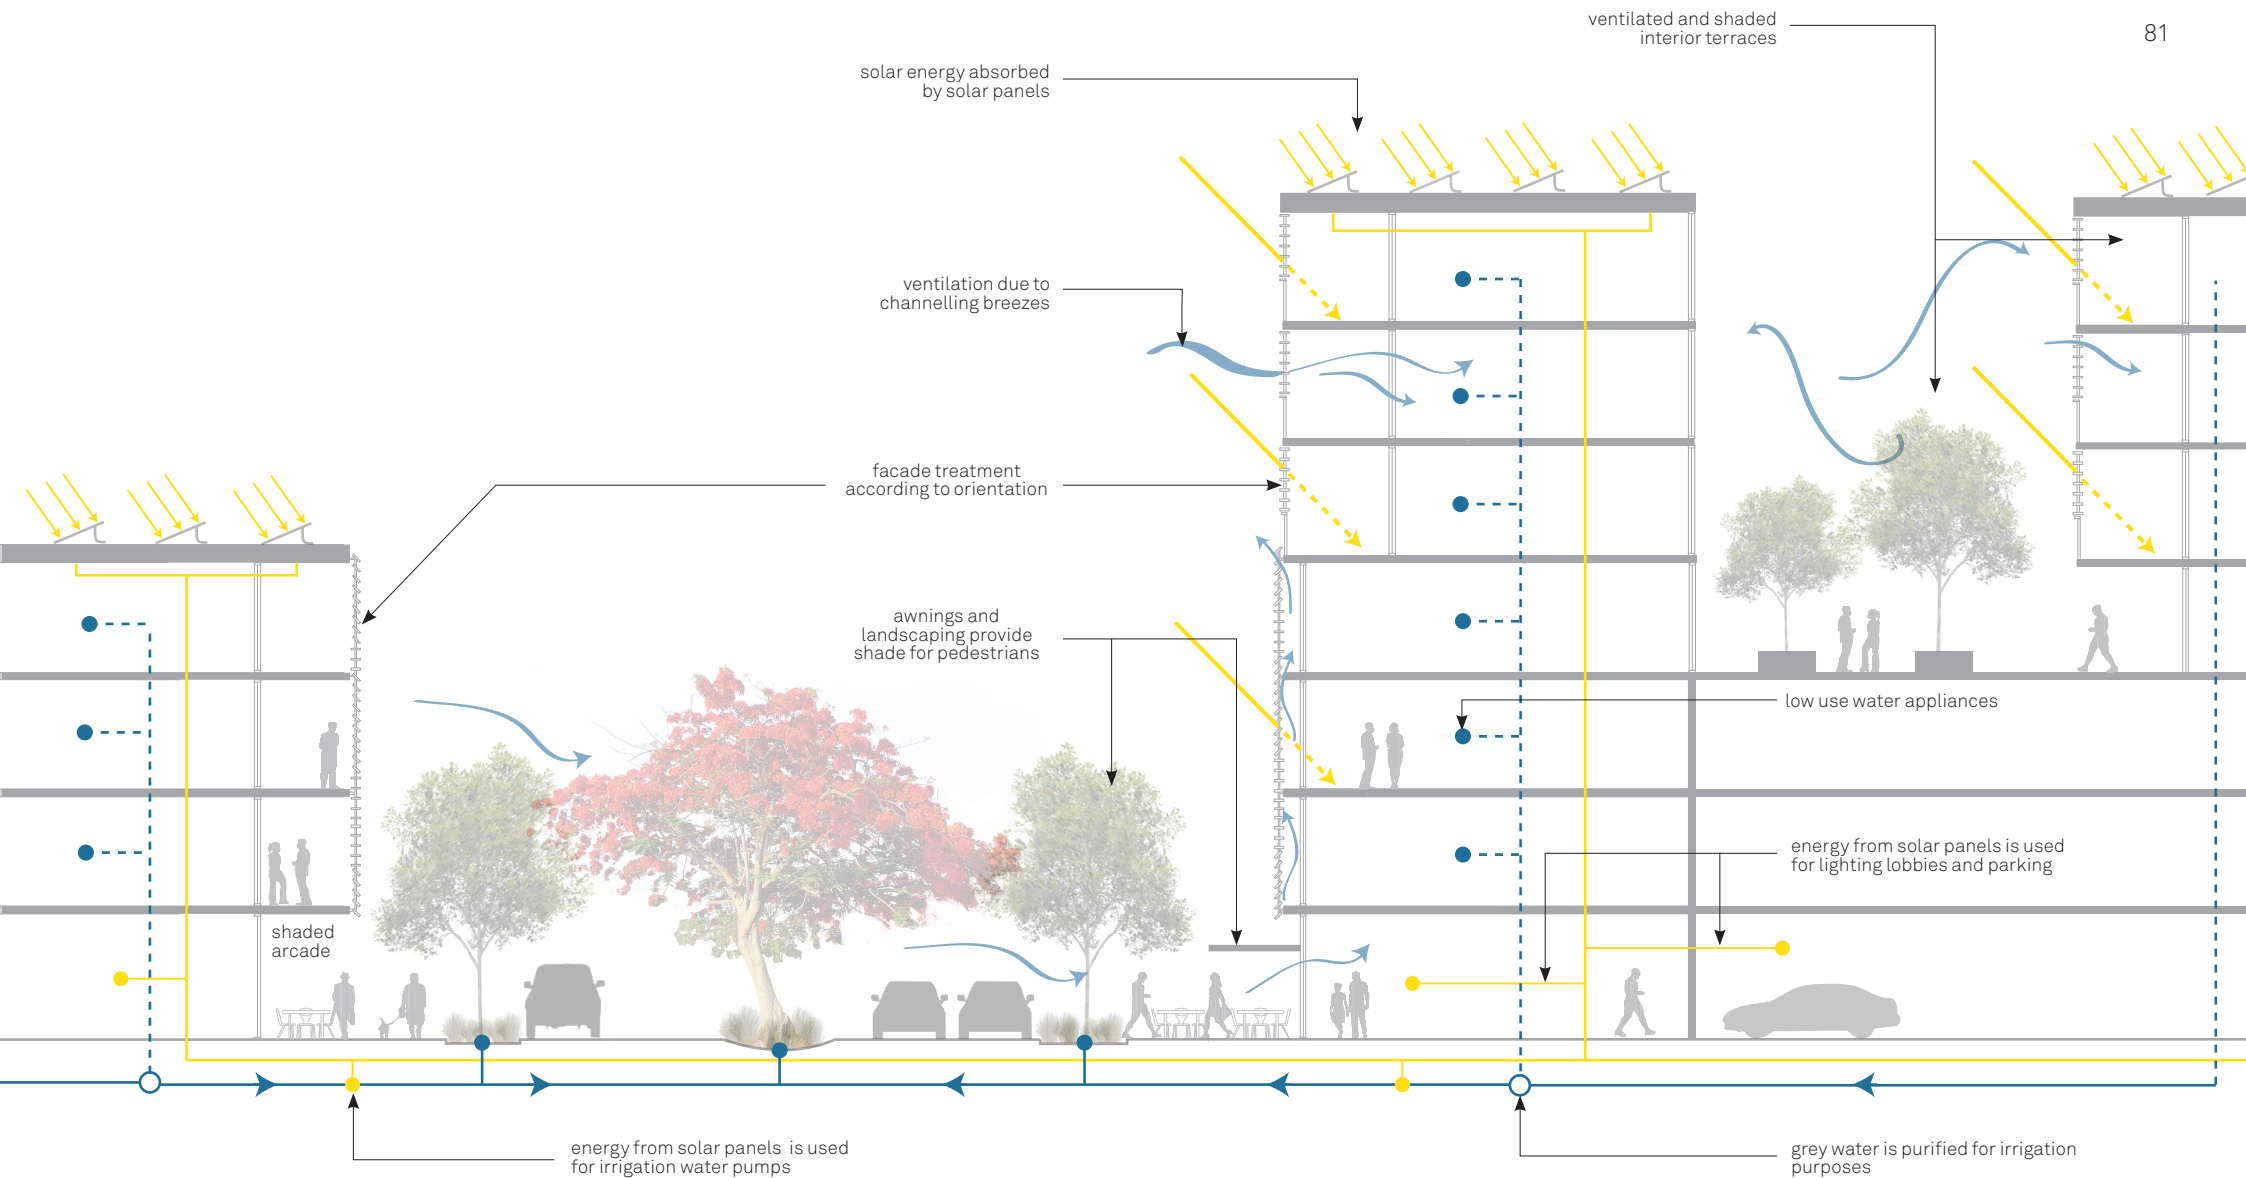 ventilated and shaded
interior terraces
81
solar energy absorbed
by solar panels
ventilation due to
channelling breezes
facade treatment
according to orientation
awnings and
landscaping provide
shade for pedestrians
low use water appliances
energy from solar panels is used
for lighting lobbies and parking
shaded
arcade
energy from solar panels is used
for irrigation water pumps
grey water is purified for irrigation
purposes